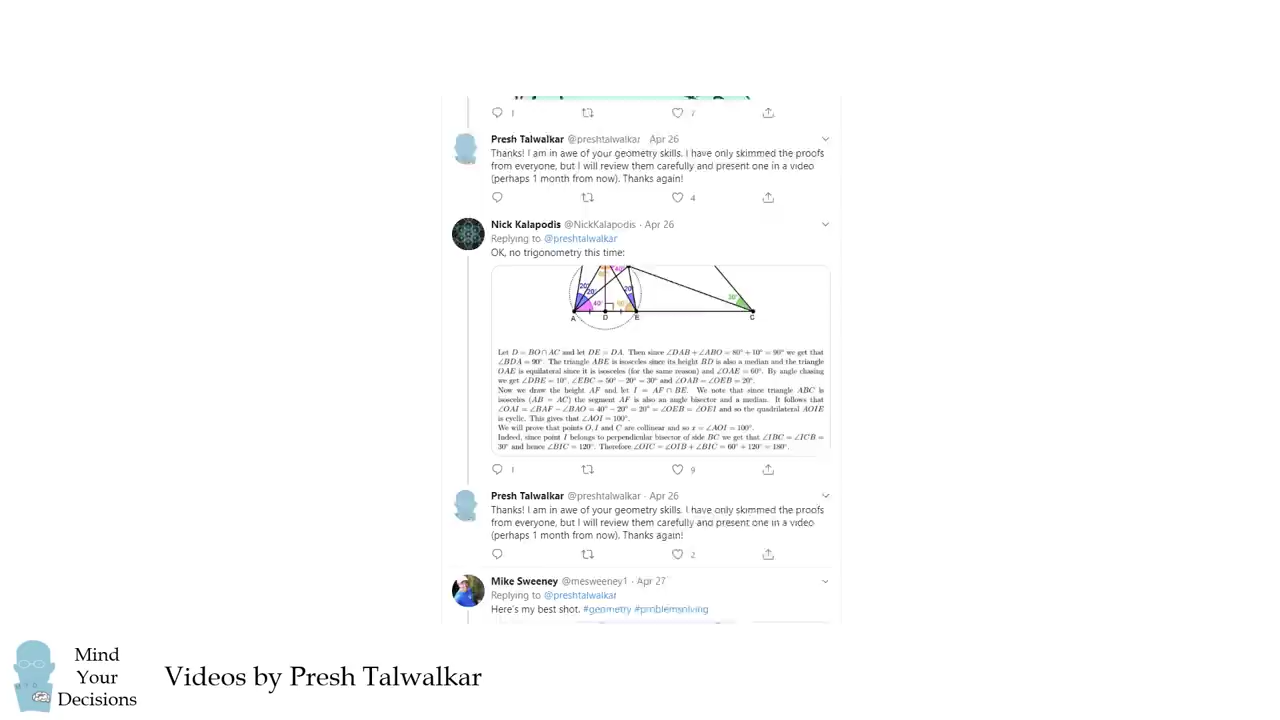 1 7
Presh Talwalkar @preshtalwalkar · Apr 26
Thanks! I am in awe of your geometry skills. I have only skimmed the proofs
from everyone, but I will review them carefully and present one in a video
(perhaps 1 month from now). Thanks again!
4
Nick Kalapodis @NickKalapodis · Apr 26
Replying to @preshtalwalkar
OK, no trigonometry this time:
40°
20° 20° 20° 30°
40° 60°
A D E C
Let D = BO ∩ AC and let DE = DA. Then since ∠DAB + ∠ABO = 80° + 10° = 90° we get that
∠BDA = 90°. The triangle ABE is isosceles since its height BD is also a median and the triangle
OAE is equilateral since it is isosceles (for the same reason) and ∠OAE = 60°. By angle chasing
we get ∠DBE = 10°, ∠EBC = 50° − 20° = 30° and ∠OAB = ∠OEB = 20°.
Now we draw the height AF and let I = AF ∩ BE. We note that since triangle ABC is
isosceles (AB = AC) the segment AF is also an angle bisector and a median. It follows that
∠OAI = ∠BAF − ∠BAO = 40° − 20° = 20° = ∠OEB = ∠OEI and so the quadrilateral AOIE
is cyclic. This gives that ∠AOI = 100°.
We will prove that points O, I and C are collinear and so x = ∠AOI = 100°.
Indeed, since point I belongs to perpendicular bisector of side BC we get that ∠IBC = ∠ICB =
30° and hence ∠BIC = 120°. Therefore ∠OIC = ∠OIB + ∠BIC = 60° + 120° = 180°.
1 9
Presh Talwalkar @preshtalwalkar · Apr 26
Thanks! I am in awe of your geometry skills. I have only skimmed the proofs
from everyone, but I will review them carefully and present one in a video
(perhaps 1 month from now). Thanks again!
2
Mike Sweeney @mesweeney1 · Apr 27
Replying to @preshtalwalkar
Here's my best shot. #geometry #problemsolving
Mind
Your
Decisions
Videos by Presh Talwalkar